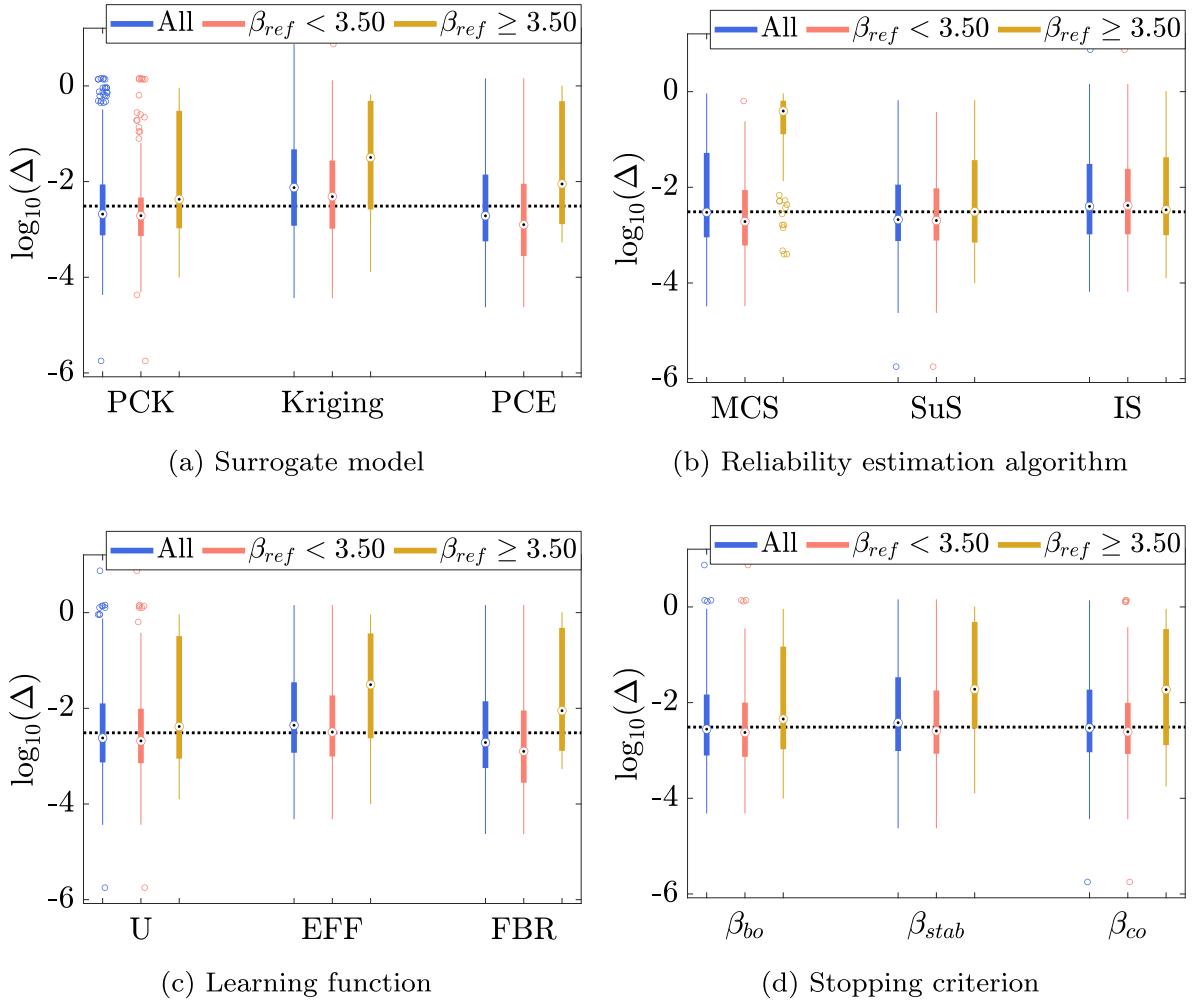 All β_ref < 3.50 β_ref ≥ 3.50
log10(Δ)
0
-2
-4
-6
PCK Kriging PCE
(a) Surrogate model
All β_ref < 3.50 β_ref ≥ 3.50
log10(Δ)
0
-2
-4
-6
MCS SuS IS
(b) Reliability estimation algorithm
All β_ref < 3.50 β_ref ≥ 3.50
log10(Δ)
0
-2
-4
-6
U EFF FBR
(c) Learning function
All β_ref < 3.50 β_ref ≥ 3.50
log10(Δ)
0
-2
-4
-6
β_bo β_stab β_co
(d) Stopping criterion